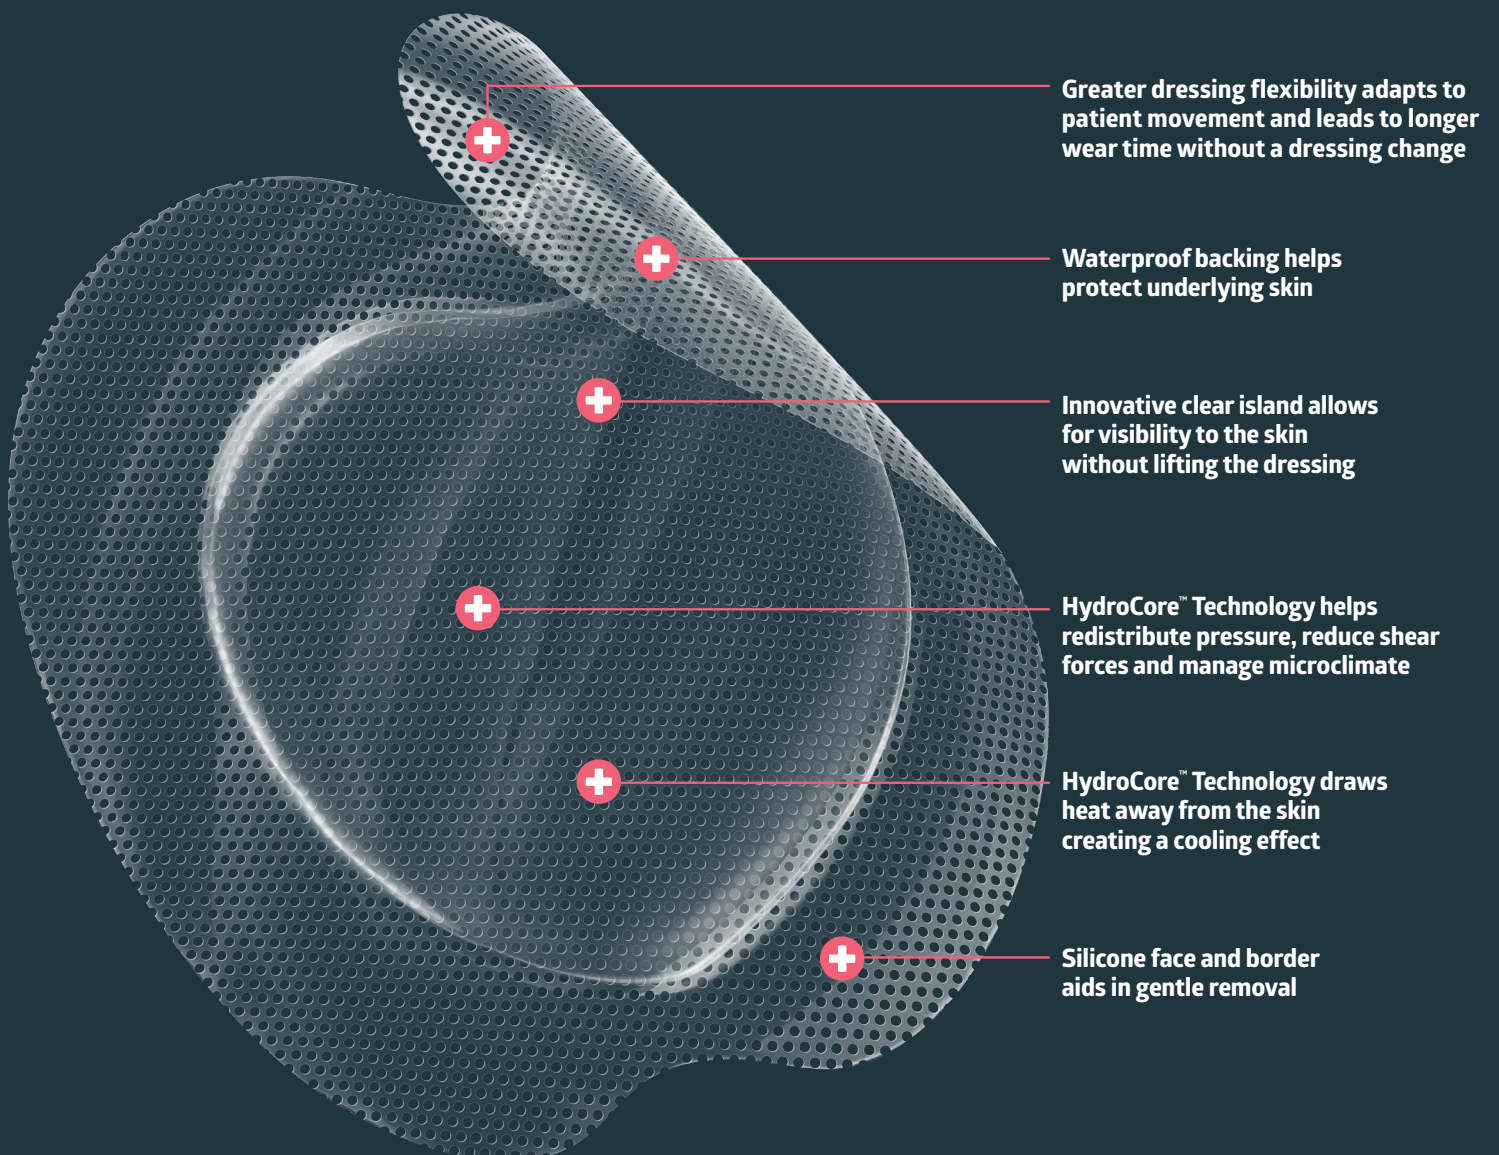 Greater dressing flexibility adapts to
patient movement and leads to longer
wear time without a dressing change
Waterproof backing helps
protect underlying skin
Innovative clear island allows
for visibility to the skin
without lifting the dressing
HydroCore™ Technology helps
redistribute pressure, reduce shear
forces and manage microclimate
HydroCore™ Technology draws
heat away from the skin
creating a cooling effect
Silicone face and border
aids in gentle removal